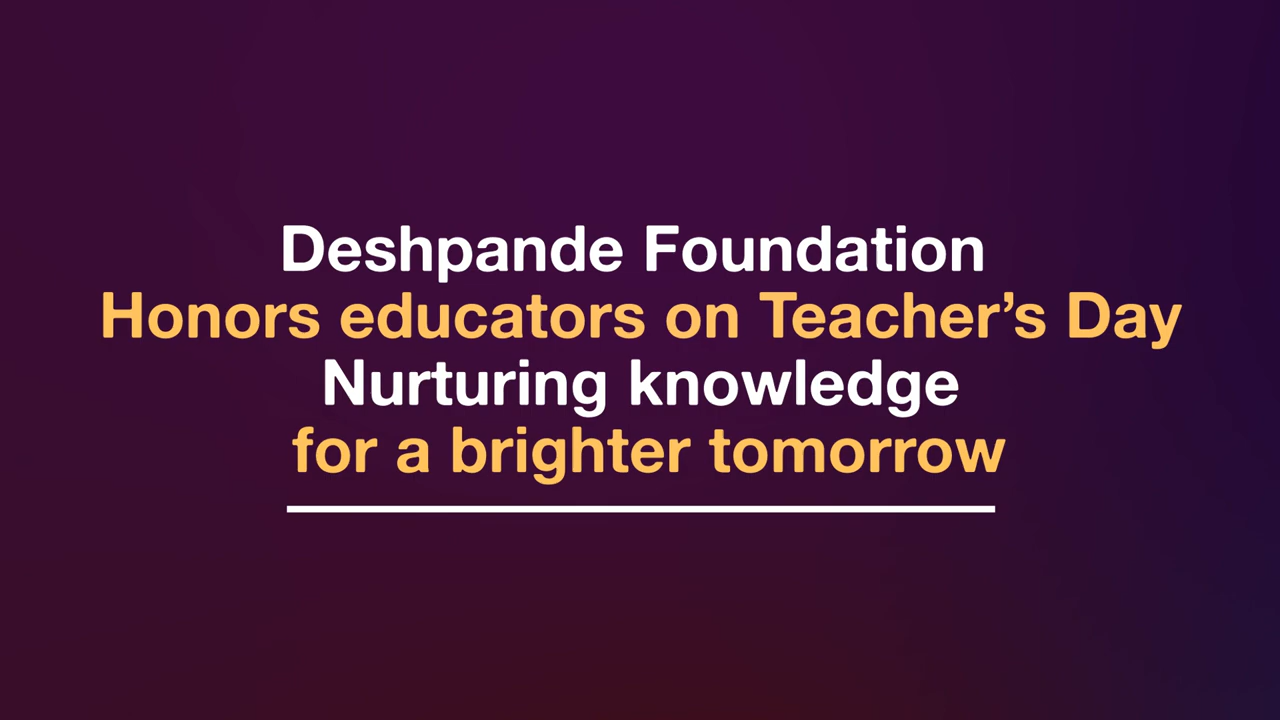 Deshpande Foundation
Honors educators on Teacher’s Day
Nurturing knowledge
for a brighter tomorrow